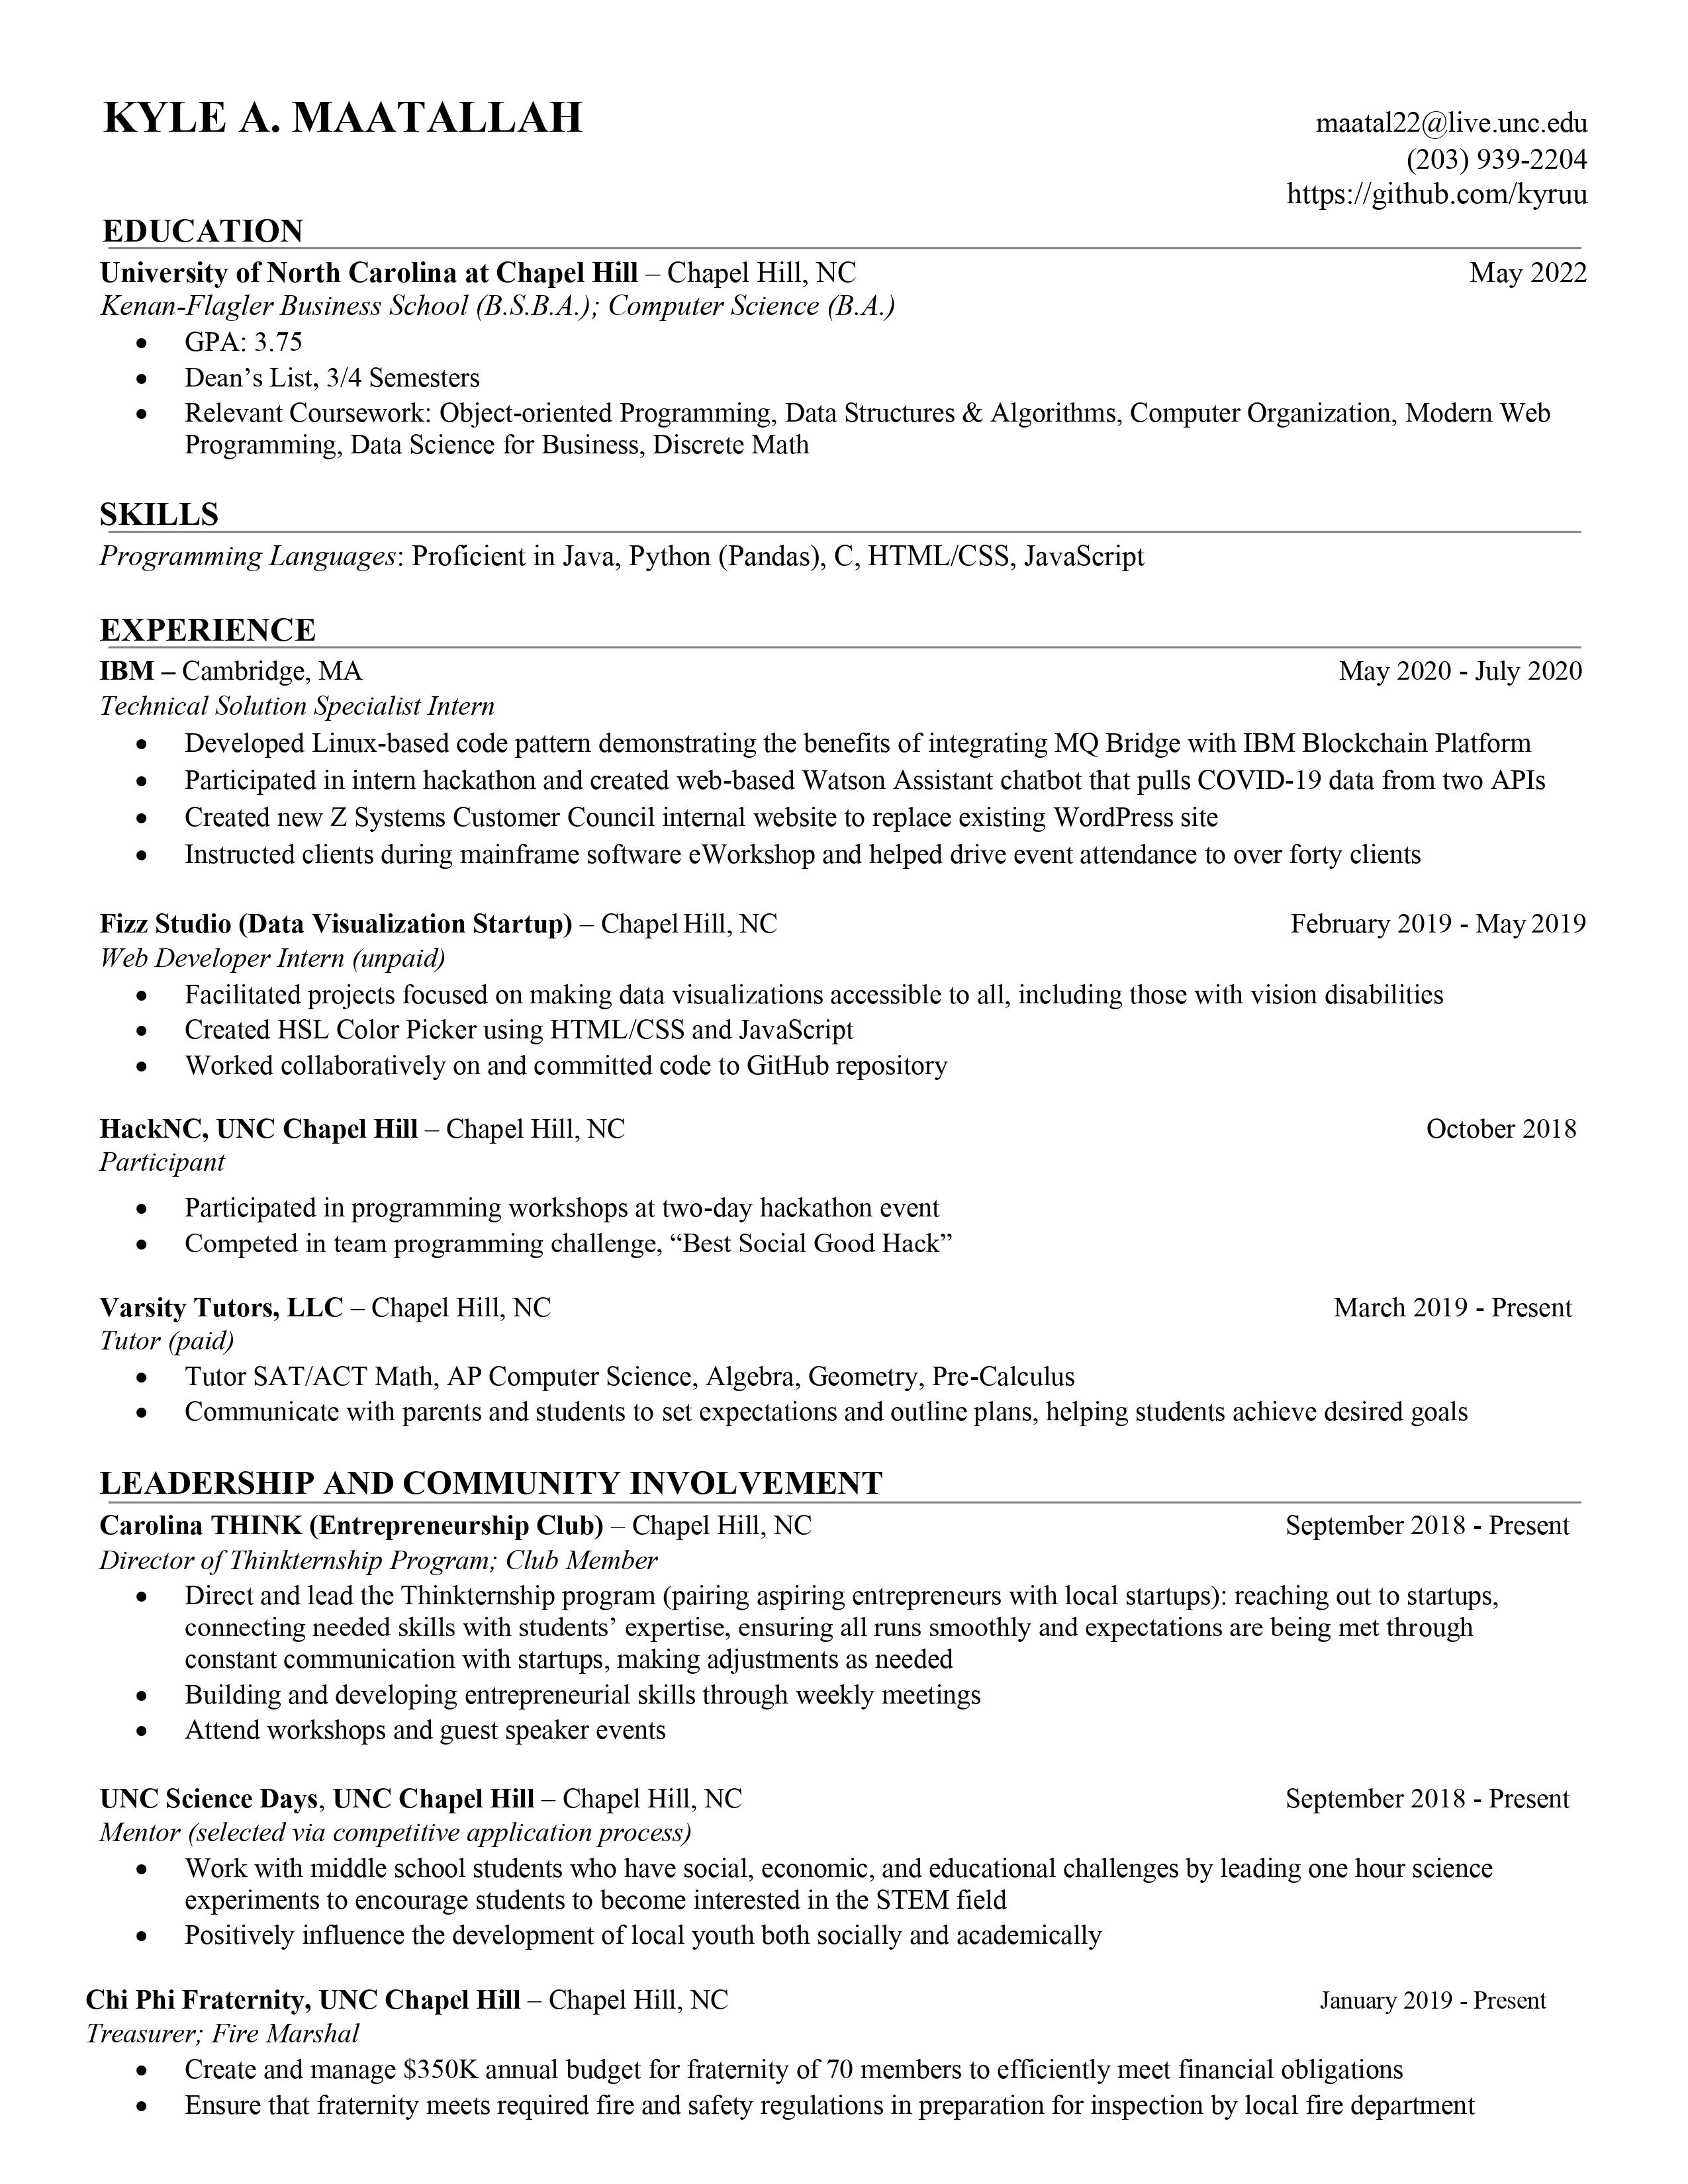 KYLE A. MAATALLAH
maatal22@live.unc.edu
(203) 939-2204
https://github.com/kyruu
EDUCATION
University of North Carolina at Chapel Hill – Chapel Hill, NC May 2022
Kenan-Flagler Business School (B.S.B.A.); Computer Science (B.A.)
• GPA: 3.75
• Dean’s List, 3/4 Semesters
• Relevant Coursework: Object-oriented Programming, Data Structures & Algorithms, Computer Organization, Modern Web
Programming, Data Science for Business, Discrete Math
SKILLS
Programming Languages: Proficient in Java, Python (Pandas), C, HTML/CSS, JavaScript
EXPERIENCE
IBM – Cambridge, MA May 2020 - July 2020
Technical Solution Specialist Intern
• Developed Linux-based code pattern demonstrating the benefits of integrating MQ Bridge with IBM Blockchain Platform
• Participated in intern hackathon and created web-based Watson Assistant chatbot that pulls COVID-19 data from two APIs
• Created new Z Systems Customer Council internal website to replace existing WordPress site
• Instructed clients during mainframe software eWorkshop and helped drive event attendance to over forty clients
Fizz Studio (Data Visualization Startup) – Chapel Hill, NC February 2019 - May 2019
Web Developer Intern (unpaid)
• Facilitated projects focused on making data visualizations accessible to all, including those with vision disabilities
• Created HSL Color Picker using HTML/CSS and JavaScript
• Worked collaboratively on and committed code to GitHub repository
HackNC, UNC Chapel Hill – Chapel Hill, NC October 2018
Participant
• Participated in programming workshops at two-day hackathon event
• Competed in team programming challenge, “Best Social Good Hack”
Varsity Tutors, LLC – Chapel Hill, NC March 2019 - Present
Tutor (paid)
• Tutor SAT/ACT Math, AP Computer Science, Algebra, Geometry, Pre-Calculus
• Communicate with parents and students to set expectations and outline plans, helping students achieve desired goals
LEADERSHIP AND COMMUNITY INVOLVEMENT
Carolina THINK (Entrepreneurship Club) – Chapel Hill, NC September 2018 - Present
Director of Thinkternship Program; Club Member
• Direct and lead the Thinkternship program (pairing aspiring entrepreneurs with local startups): reaching out to startups,
connecting needed skills with students’ expertise, ensuring all runs smoothly and expectations are being met through
constant communication with startups, making adjustments as needed
• Building and developing entrepreneurial skills through weekly meetings
• Attend workshops and guest speaker events
UNC Science Days, UNC Chapel Hill – Chapel Hill, NC September 2018 - Present
Mentor (selected via competitive application process)
• Work with middle school students who have social, economic, and educational challenges by leading one hour science
experiments to encourage students to become interested in the STEM field
• Positively influence the development of local youth both socially and academically
Chi Phi Fraternity, UNC Chapel Hill – Chapel Hill, NC January 2019 - Present
Treasurer; Fire Marshal
• Create and manage $350K annual budget for fraternity of 70 members to efficiently meet financial obligations
• Ensure that fraternity meets required fire and safety regulations in preparation for inspection by local fire department